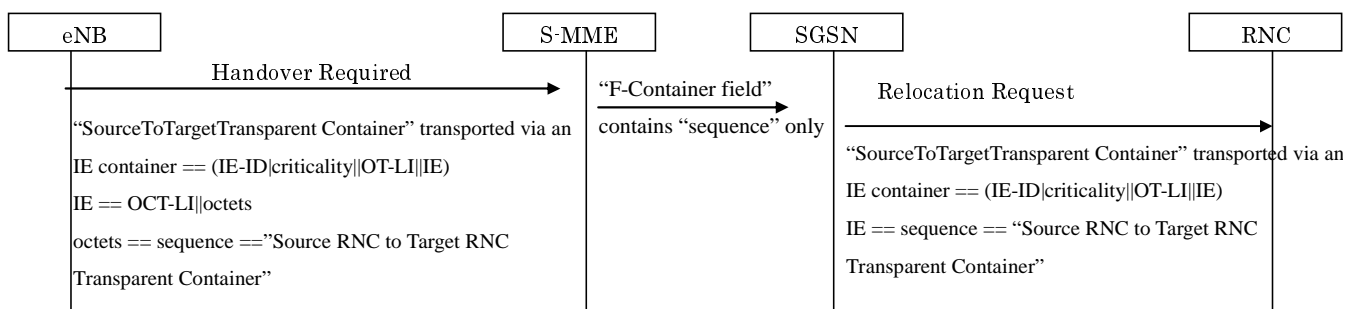 eNB
S-MME
SGSN
RNC
Handover Required
“SourceToTargetTransparent Container” transported via an
IE container == (IE-ID|criticality||OT-LI||IE)
IE == OCT-LI||octets
octets == sequence ==”Source RNC to Target RNC
Transparent Container”
“F-Container field”
contains “sequence” only
Relocation Request
“SourceToTargetTransparent Container” transported via an
IE container == (IE-ID|criticality||OT-LI||IE)
IE == sequence == “Source RNC to Target RNC
Transparent Container”